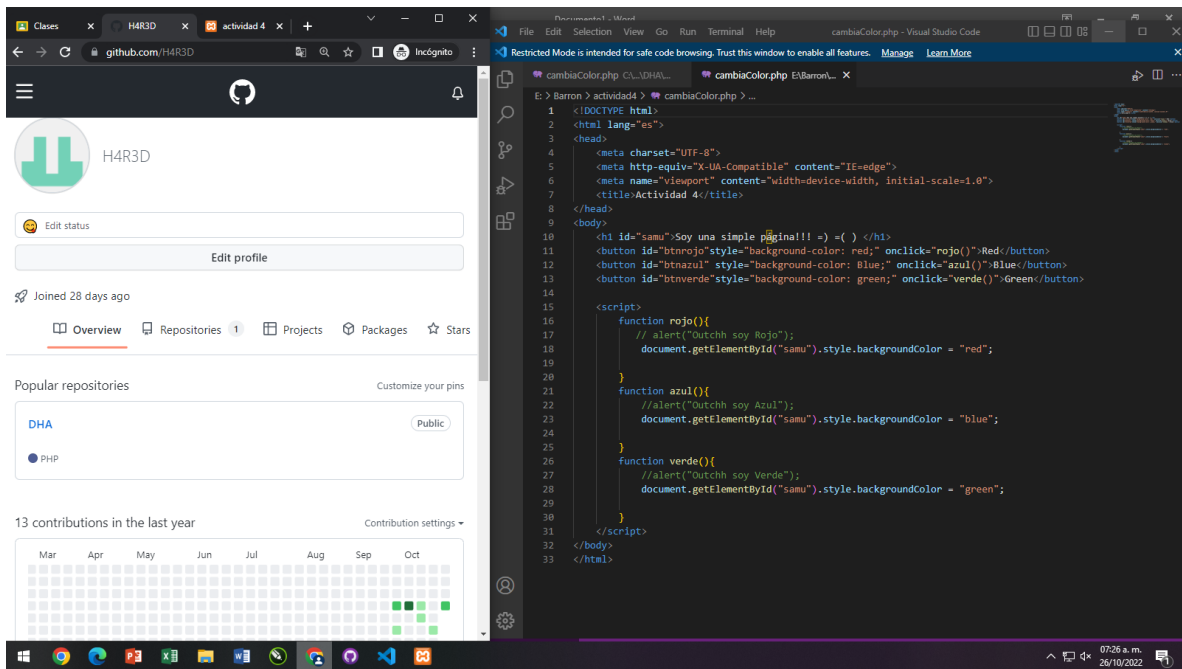 Clases
H4R3D
actividad 4
github.com/H4R3D
Incógnito
H4R3D
Edit status
Edit profile
Joined 28 days ago
Overview Repositories 1 Projects Packages Stars
Popular repositories Customize your pins
DHA Public
PHP
13 contributions in the last year Contribution settings
Mar Apr May Jun Jul Aug Sep Oct
Documento1 - Word
File Edit Selection View Go Run Terminal Help cambiaColor.php - Visual Studio Code
Restricted Mode is intended for safe code browsing. Trust this window to enable all features. Manage Learn More
cambiaColor.php C:\...\DHA\... cambiaColor.php E:\Barron\...
E: > Barron > actividad4 > cambiaColor.php > ...
1 <!DOCTYPE html>
2 <html lang="es">
3 <head>
4 <meta charset="UTF-8">
5 <meta http-equiv="X-UA-Compatible" content="IE=edge">
6 <meta name="viewport" content="width=device-width, initial-scale=1.0">
7 <title>Actividad 4</title>
8 </head>
9 <body>
10 <h1 id="samu">Soy una simple página!!! =) =( ) </h1>
11 <button id="btnrojo"style="background-color: red;" onclick="rojo()">Red</button>
12 <button id="btnazul" style="background-color: Blue;" onclick="azul()">Blue</button>
13 <button id="btnverde"style="background-color: green;" onclick="verde()">Green</button>
14
15 <script>
16 function rojo(){
17 // alert("Outchh soy Rojo");
18 document.getElementById("samu").style.backgroundColor = "red";
19
20 }
21 function azul(){
22 //alert("Outchh soy Azul");
23 document.getElementById("samu").style.backgroundColor = "blue";
24
25 }
26 function verde(){
27 //alert("Outchh soy Verde");
28 document.getElementById("samu").style.backgroundColor = "green";
29
30 }
31 </script>
32 </body>
33 </html>
07:26 a. m.
26/10/2022